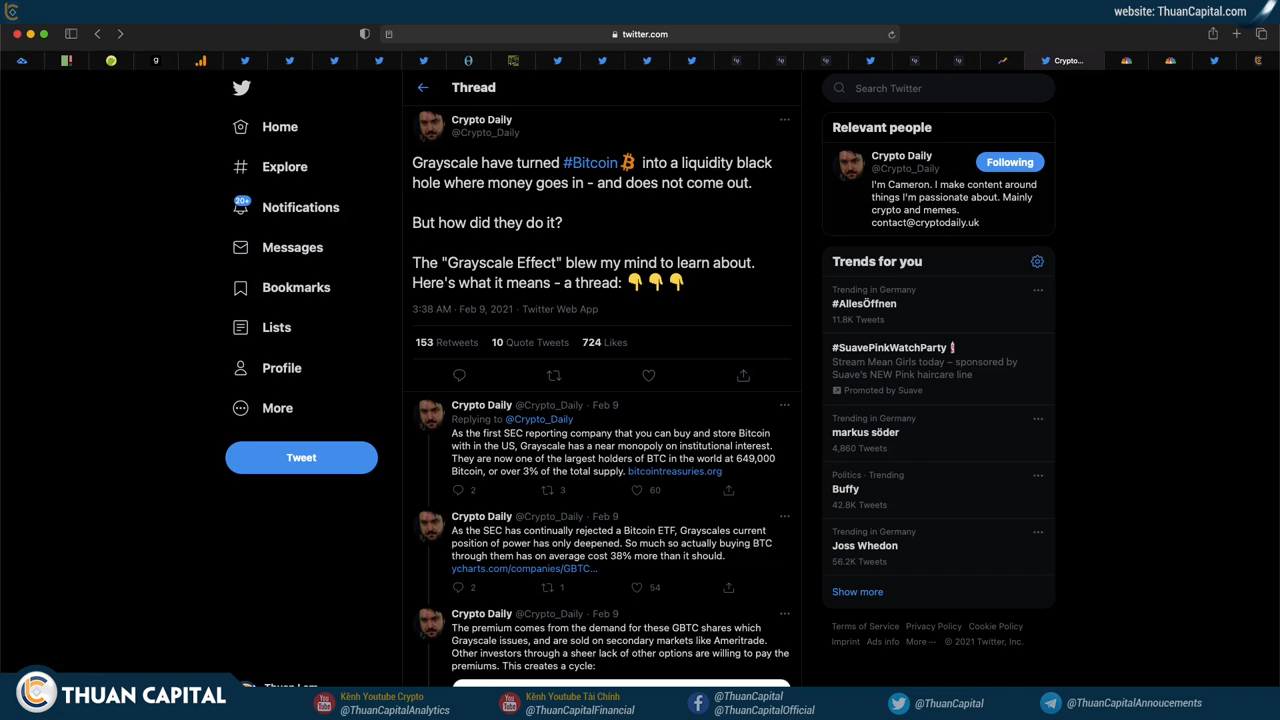 website: ThuanCapital.com
twitter.com
Crypto...
Thread
Search Twitter
Home
Explore
20+
Notifications
Messages
Bookmarks
Lists
Profile
More
Tweet
Crypto Daily
@Crypto_Daily
Grayscale have turned #Bitcoin into a liquidity black
hole where money goes in - and does not come out.
But how did they do it?
The "Grayscale Effect" blew my mind to learn about.
Here's what it means - a thread: 👇👇👇
3:38 AM · Feb 9, 2021 · Twitter Web App
153 Retweets 10 Quote Tweets 724 Likes
Crypto Daily @Crypto_Daily · Feb 9
Replying to @Crypto_Daily
As the first SEC reporting company that you can buy and store Bitcoin
with in the US, Grayscale has a near monopoly on institutional interest.
They are now one of the largest holders of BTC in the world at 649,000
Bitcoin, or over 3% of the total supply. bitcointreasuries.org
2 3 60
Crypto Daily @Crypto_Daily · Feb 9
As the SEC has continually rejected a Bitcoin ETF, Grayscales current
position of power has only deepened. So much so actually buying BTC
through them has on average cost 38% more than it should.
ycharts.com/companies/GBTC...
2 1 54
Crypto Daily @Crypto_Daily · Feb 9
The premium comes from the demand for these GBTC shares which
Grayscale issues, and are sold on secondary markets like Ameritrade.
Other investors through a sheer lack of other options are willing to pay the
premiums. This creates a cycle:
Relevant people
Crypto Daily
@Crypto_Daily
Following
I'm Cameron. I make content around
things I'm passionate about. Mainly
crypto and memes.
contact@cryptodaily.uk
Trends for you
Trending in Germany
#AllesÖffnen
11.8K Tweets
#SuavePinkWatchParty
Stream Mean Girls today – sponsored by
Suave's NEW Pink haircare line
Promoted by Suave
Trending in Germany
markus söder
4,860 Tweets
Politics · Trending
Buffy
42.8K Tweets
Trending in Germany
Joss Whedon
56.2K Tweets
Show more
Terms of Service Privacy Policy Cookie Policy
Imprint Ads info More ··· © 2021 Twitter, Inc.
THUAN CAPITAL
Kênh Youtube Crypto
@ThuanCapitalAnalytics
Kênh Youtube Tài Chính
@ThuanCapitalFinancial
@ThuanCapital
@ThuanCapitalOfficial
@ThuanCapital
@ThuanCapitalAnnoucements